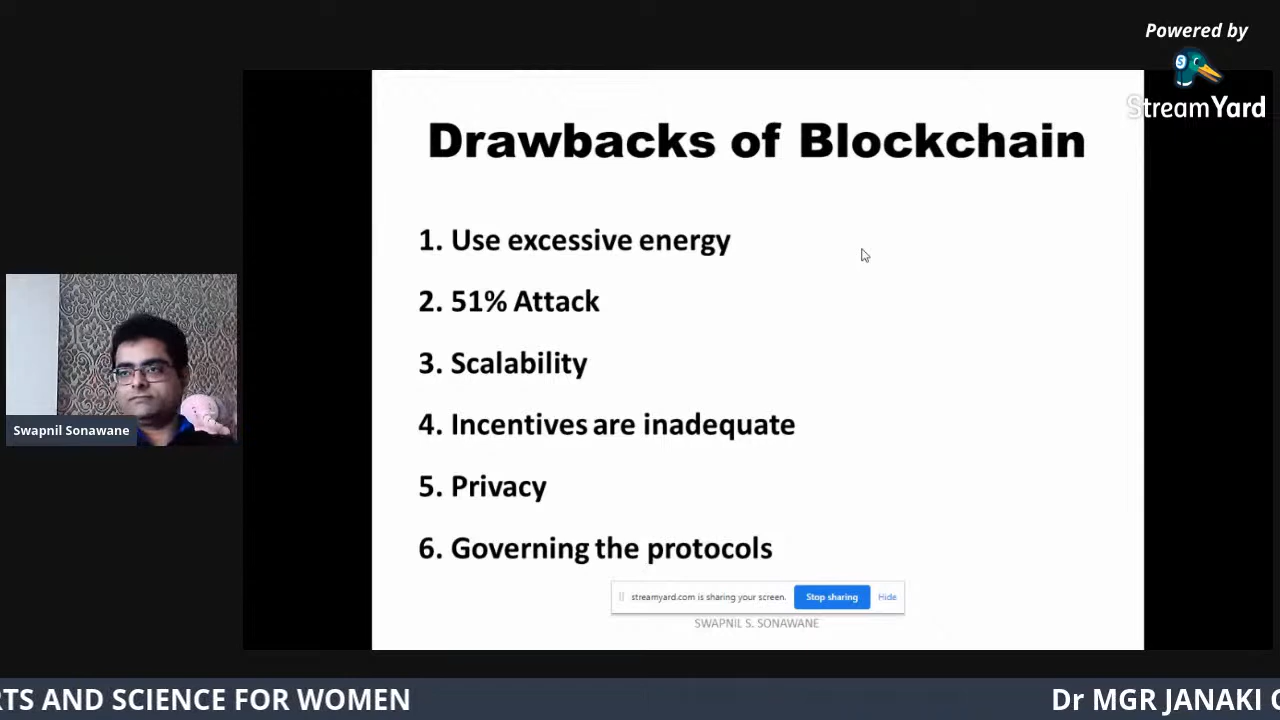 Powered by
StreamYard
Drawbacks of Blockchain
1. Use excessive energy
2. 51% Attack
3. Scalability
4. Incentives are inadequate
5. Privacy
6. Governing the protocols
streamyard.com is sharing your screen. Stop sharing Hide
SWAPNIL S. SONAWANE
Swapnil Sonawane
RTS AND SCIENCE FOR WOMEN Dr MGR JANAKI C